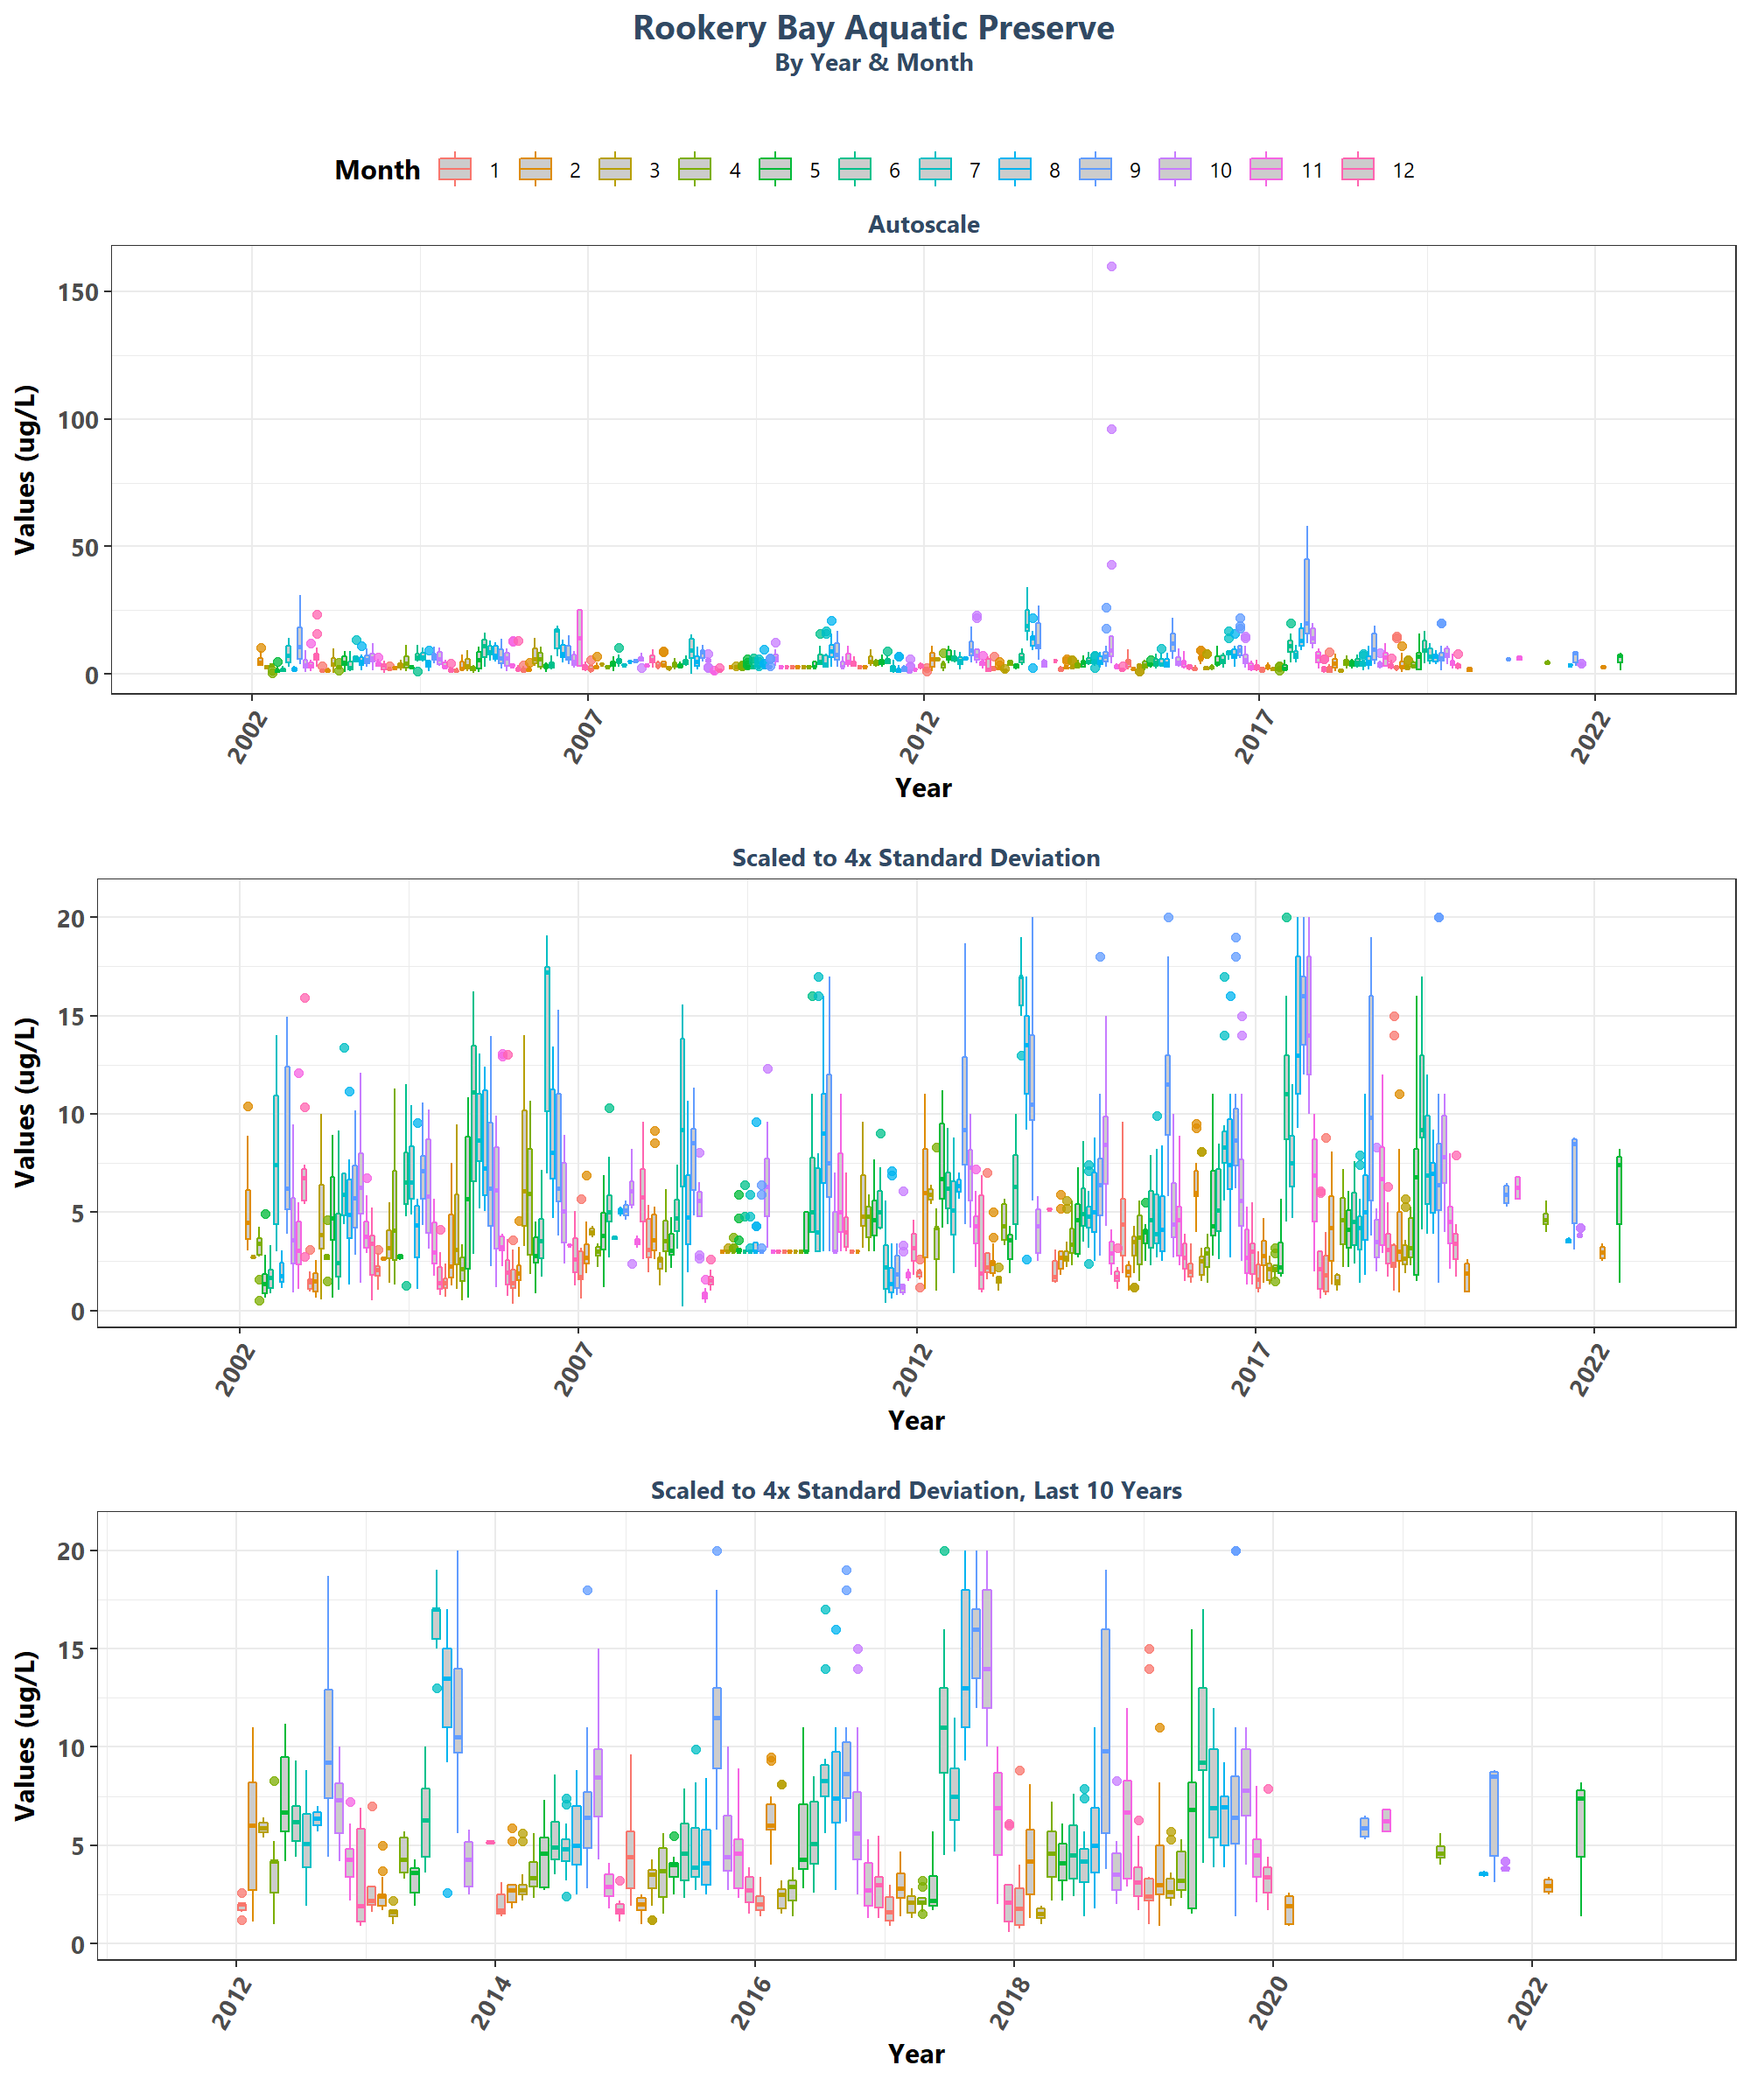 Rookery Bay Aquatic Preserve
By Year & Month
Month 1 2 3 4 5 6 7 8 9 10 11 12
Autoscale
150
100
50
0
Values (ug/L)
2002 2007 2012 2017 2022
Year
Scaled to 4x Standard Deviation
20
15
10
5
0
Values (ug/L)
2002 2007 2012 2017 2022
Year
Scaled to 4x Standard Deviation, Last 10 Years
20
15
10
5
0
Values (ug/L)
2012 2014 2016 2018 2020 2022
Year